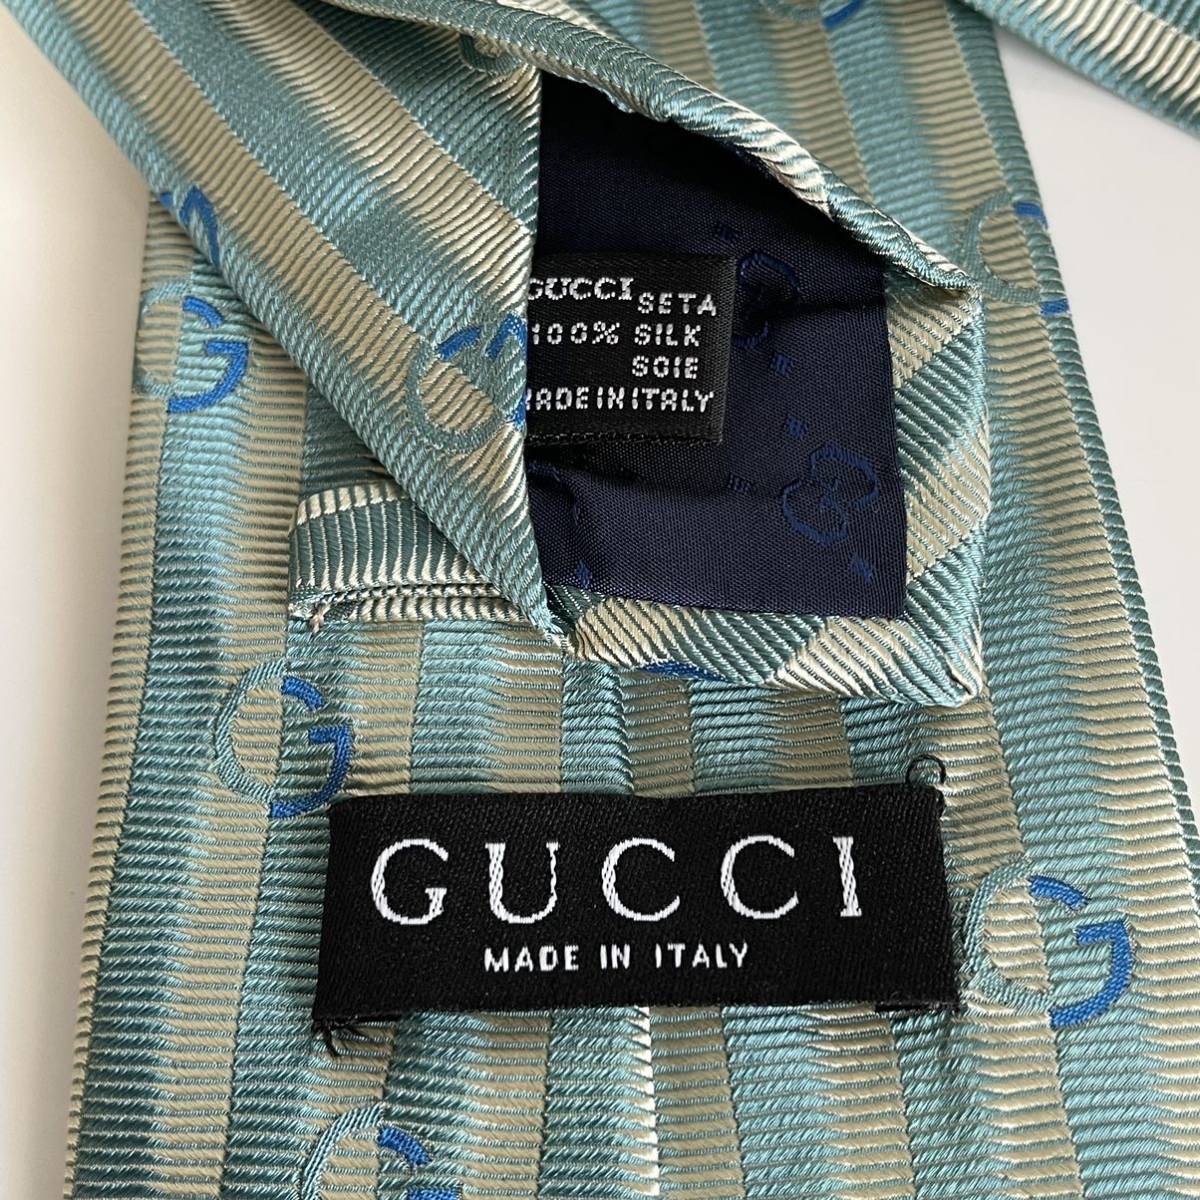 GUCCI SETA
100% SILK
SOIE
MADE IN ITALY
GUCCI
MADE IN ITALY